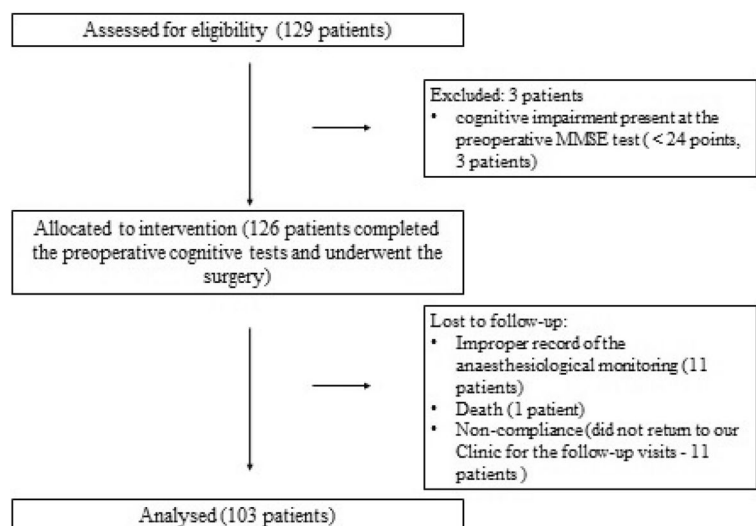 Assessed for eligibility (129 patients)
Excluded: 3 patients
• cognitive impairment present at the
preoperative MMSE test ( < 24 points,
3 patients)
Allocated to intervention (126 patients completed
the preoperative cognitive tests and underwent the
surgery)
Lost to follow-up:
• Improper record of the
anaesthesiological monitoring (11
patients)
• Death (1 patient)
• Non-compliance (did not return to our
Clinic for the follow-up visits - 11
patients )
Analysed (103 patients)